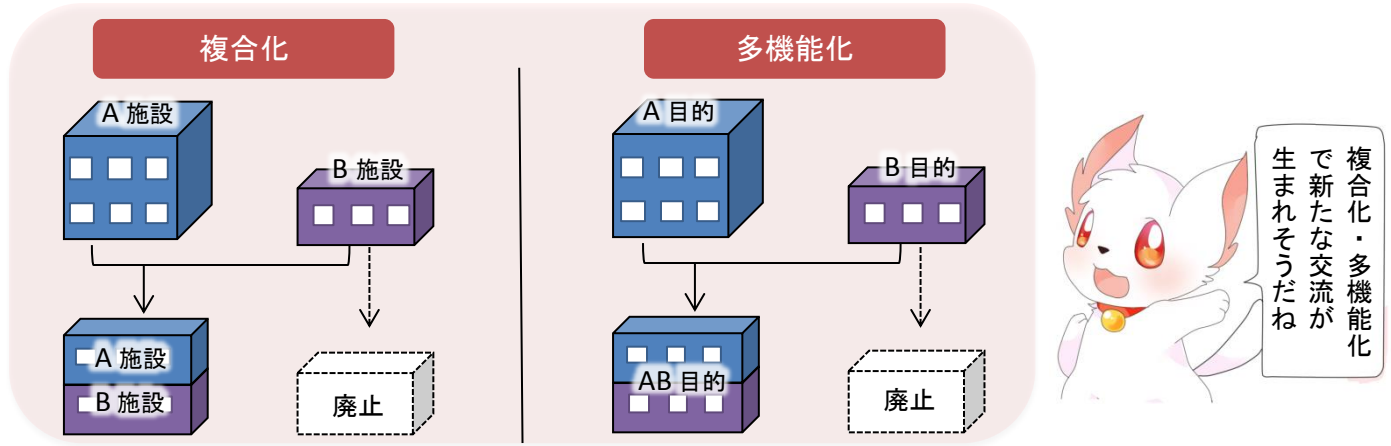 複合化
A 施設
B 施設
A 施設
B 施設
廃止
多機能化
A 目的
B 目的
AB 目的
廃止
複合化・多機能化
で新たな交流が
生まれそうだね